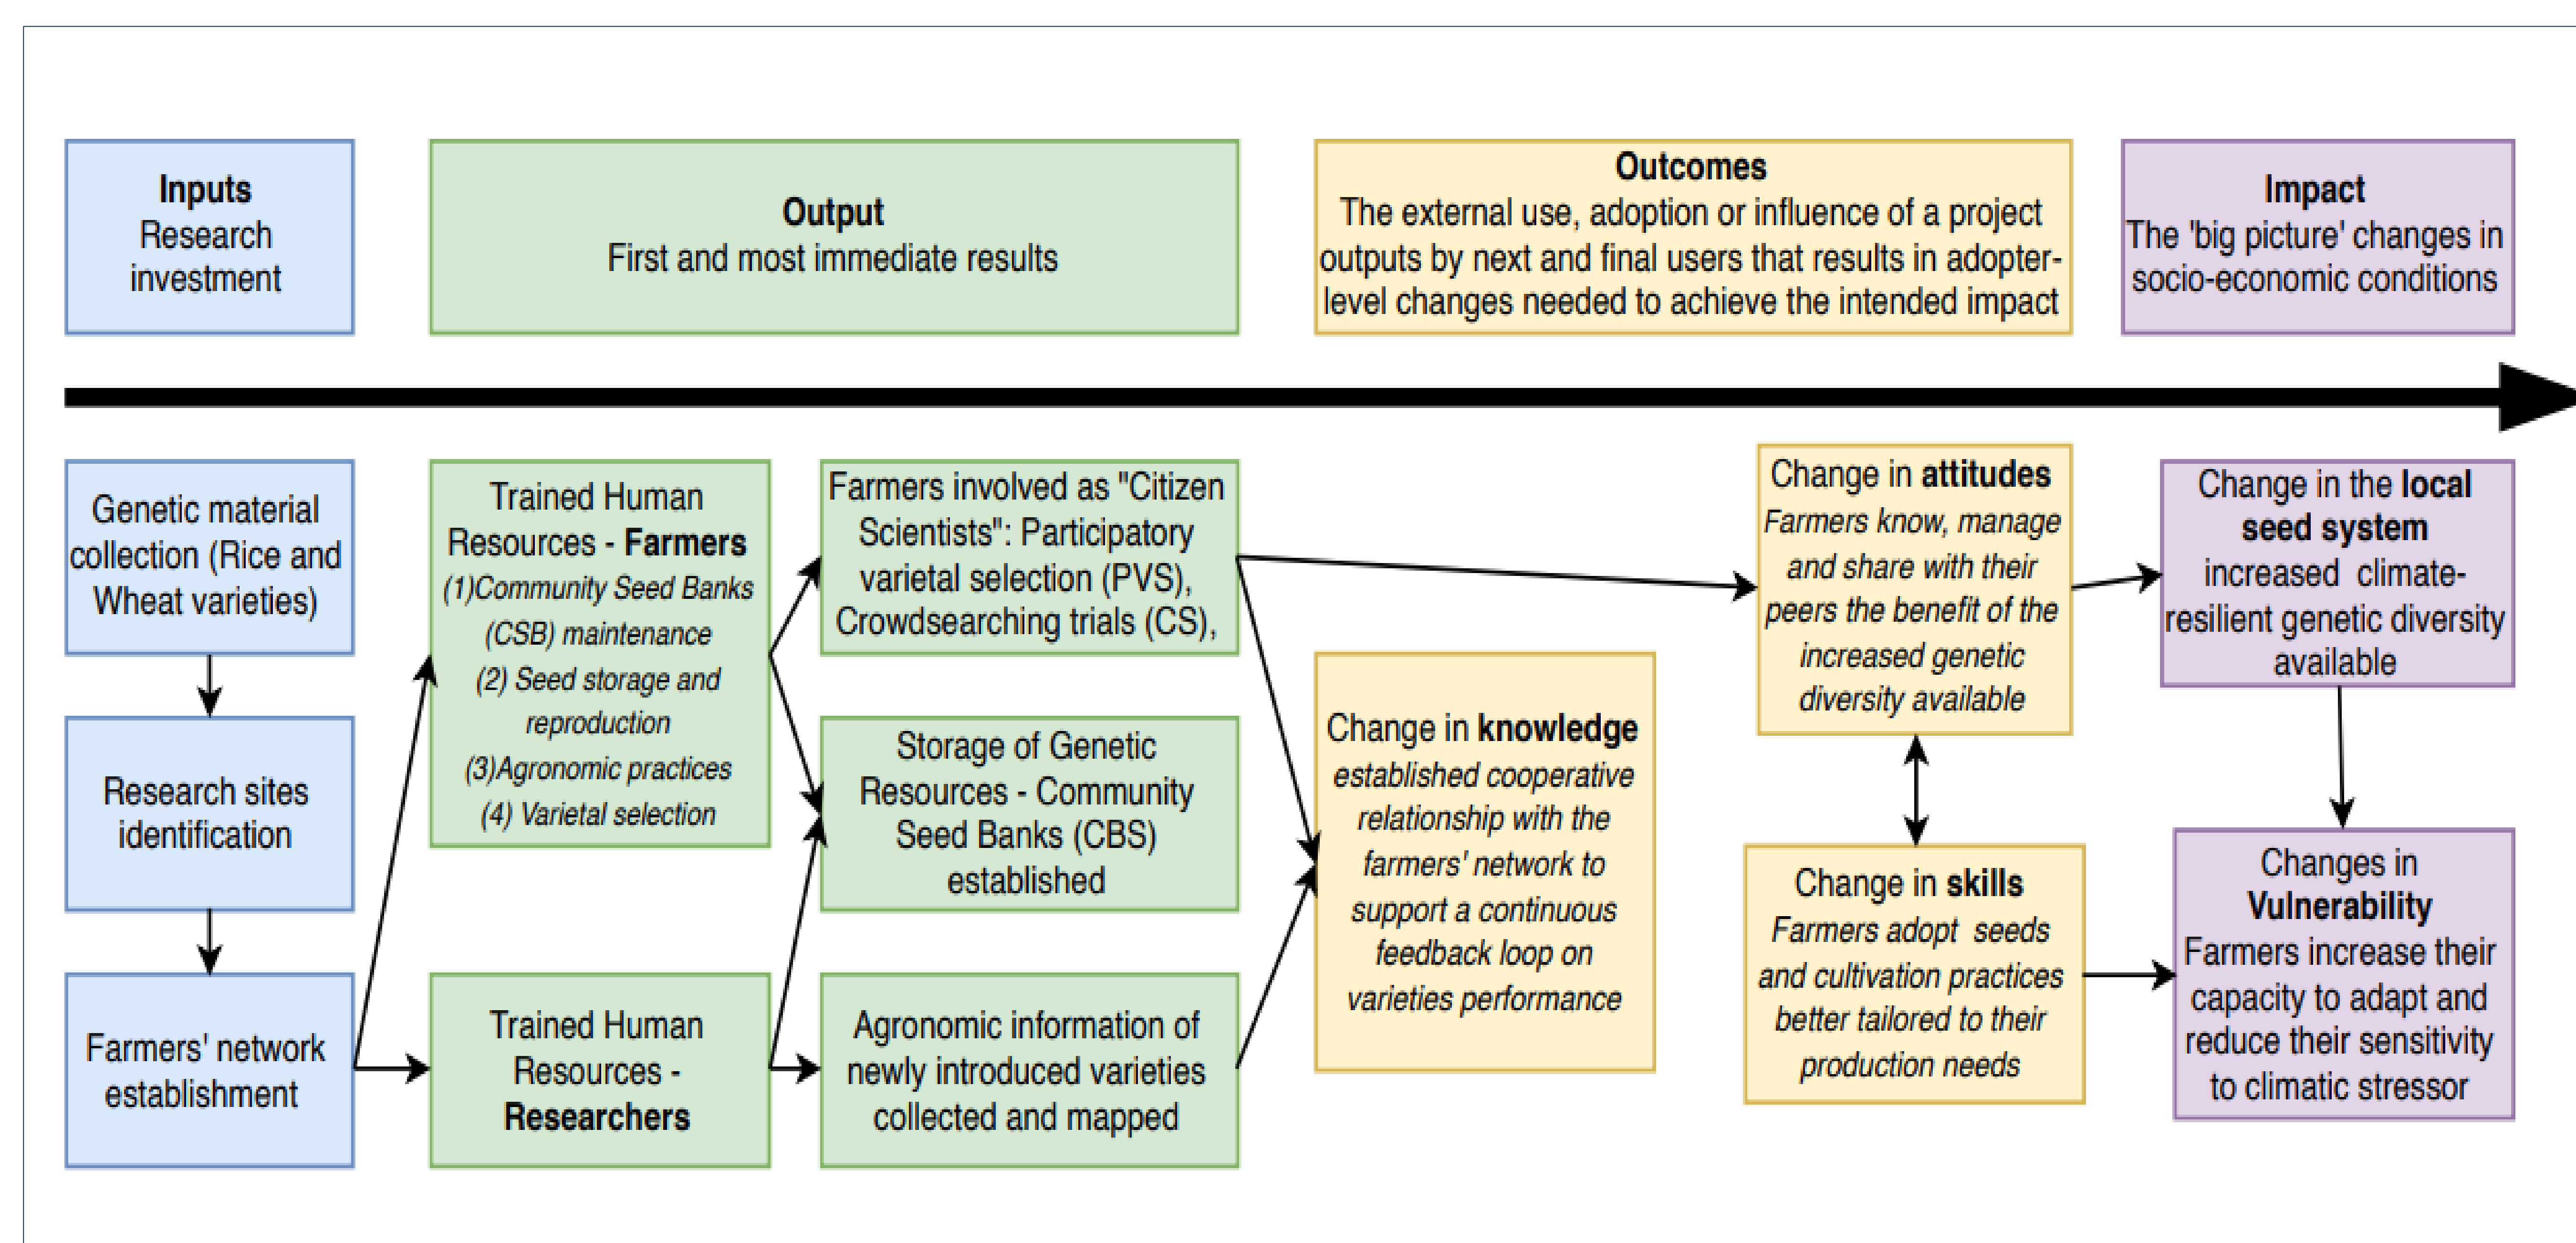 Inputs
Research
investment
Output
First and most immediate results
Outcomes
The external use, adoption or influence of a project
outputs by next and final users that results in adopter-
level changes needed to achieve the intended impact
Impact
The 'big picture' changes in
socio-economic conditions
Genetic material
collection (Rice and
Wheat varieties)
Research sites
identification
Farmers' network
establishment
Trained Human
Resources - Farmers
(1)Community Seed Banks
(CSB) maintenance
(2) Seed storage and
reproduction
(3)Agronomic practices
(4) Varietal selection
Trained Human
Resources -
Researchers
Farmers involved as "Citizen
Scientists": Participatory
varietal selection (PVS),
Crowdsearching trials (CS),
Storage of Genetic
Resources - Community
Seed Banks (CBS)
established
Agronomic information of
newly introduced varieties
collected and mapped
Change in knowledge
established cooperative
relationship with the
farmers' network to
support a continuous
feedback loop on
varieties performance
Change in attitudes
Farmers know, manage
and share with their
peers the benefit of the
increased genetic
diversity available
Change in skills
Farmers adopt seeds
and cultivation practices
better tailored to their
production needs
Change in the local
seed system
increased climate-
resilient genetic diversity
available
Changes in
Vulnerability
Farmers increase their
capacity to adapt and
reduce their sensitivity
to climatic stressor